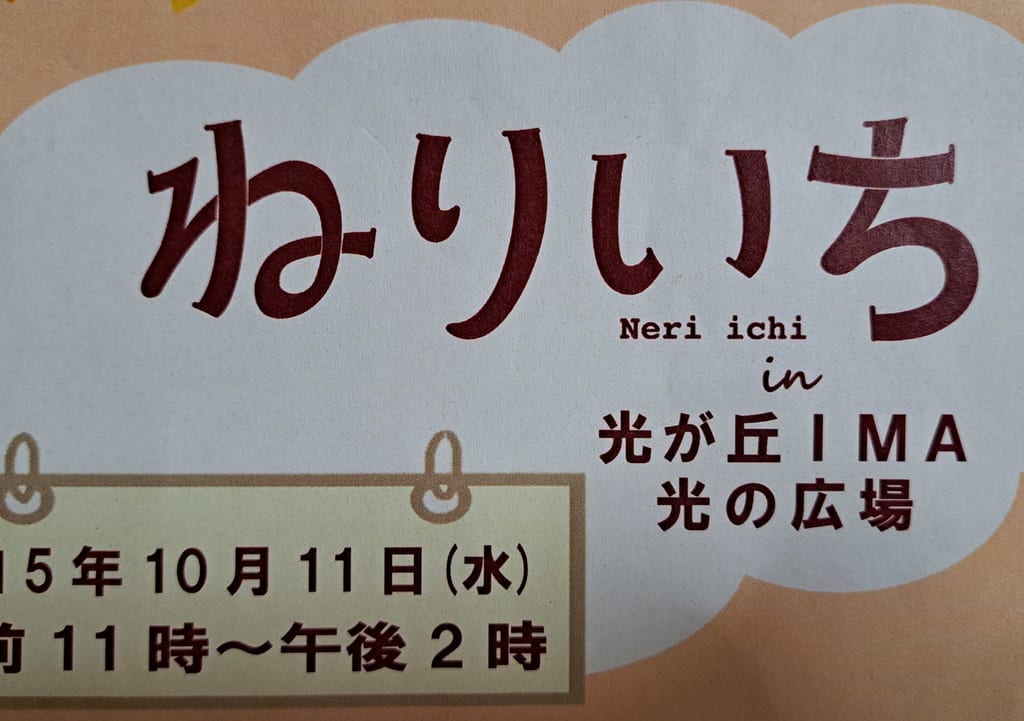 ねりいち
Neri ichi
in
光が丘IMA
光の広場
15年10月11日(水)
前11時～午後2時